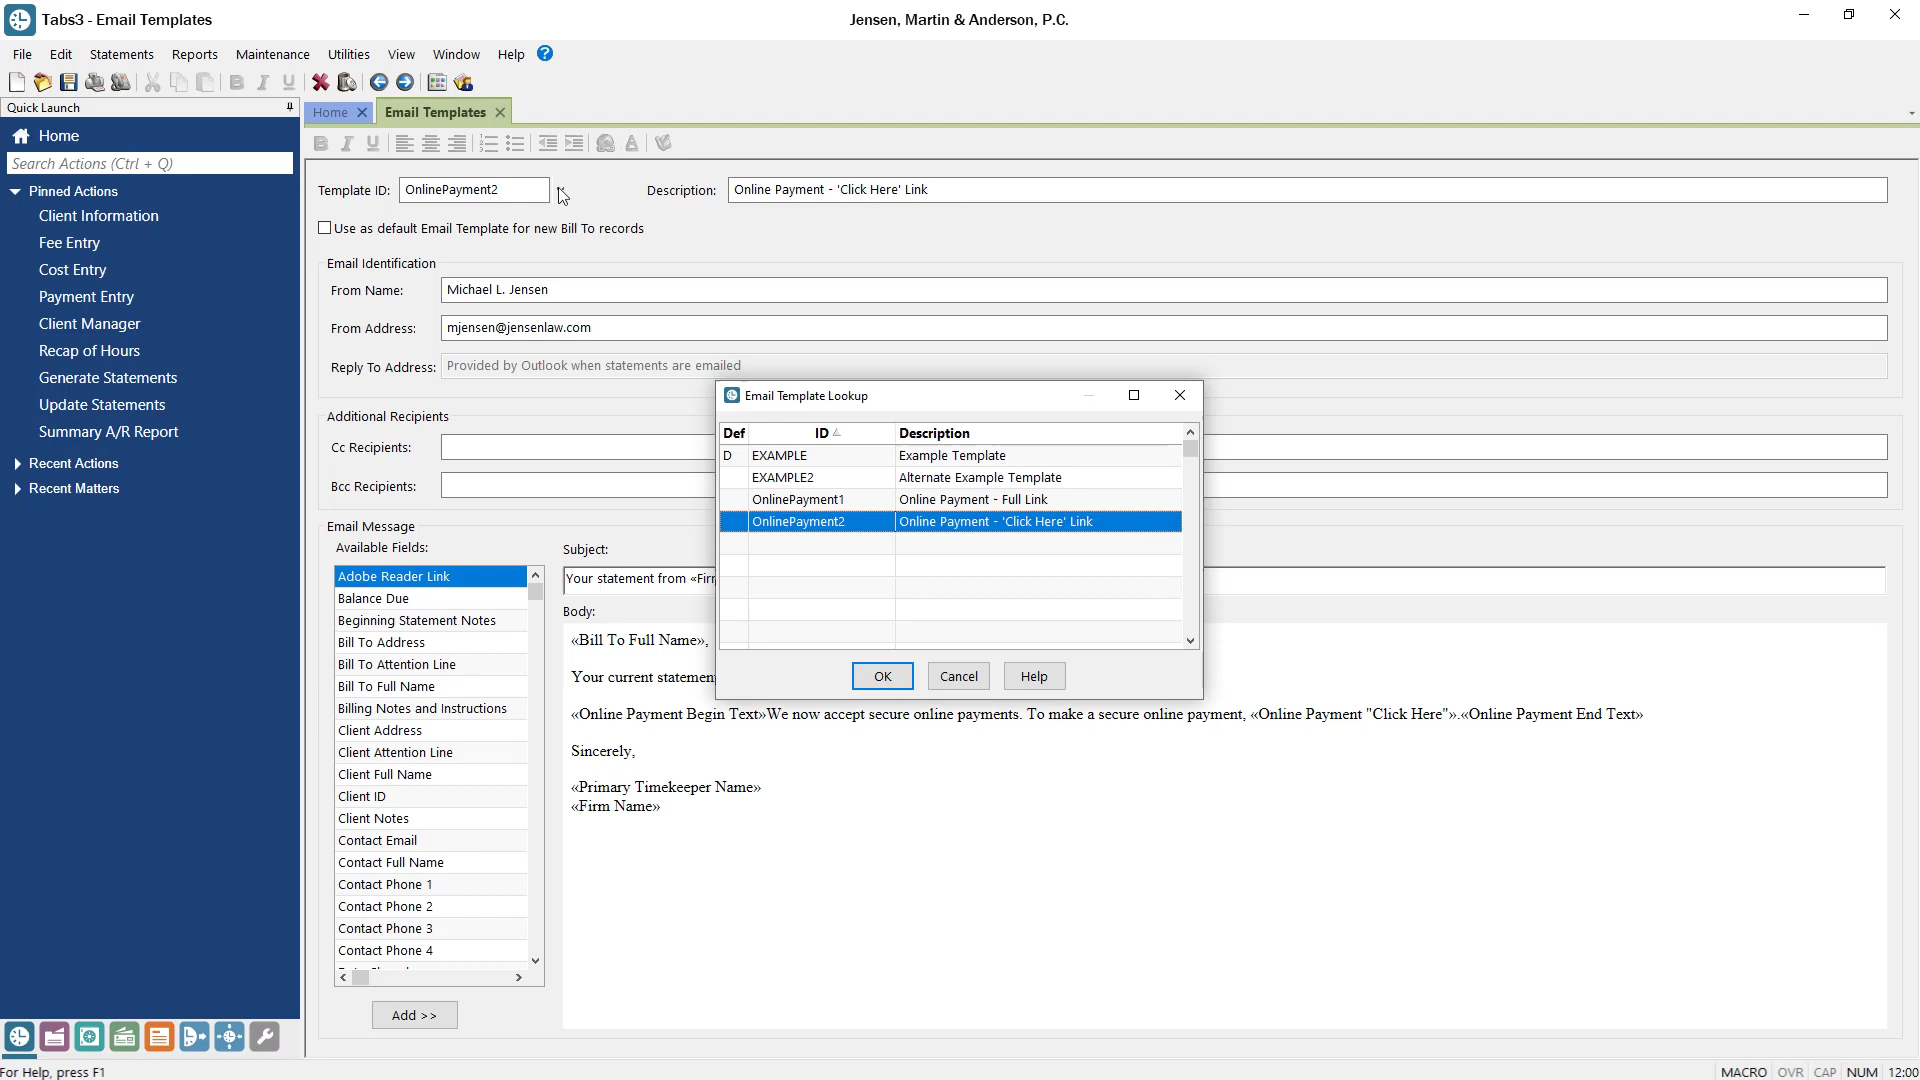 Tabs3 - Email Templates
Jensen, Martin & Anderson, P.C.
File Edit Statements Reports Maintenance Utilities View Window Help ?
B I U
Quick Launch
Home
Search Actions (Ctrl + Q)
Pinned Actions
Client Information
Fee Entry
Cost Entry
Payment Entry
Client Manager
Recap of Hours
Generate Statements
Update Statements
Summary A/R Report
Recent Actions
Recent Matters
Home
Email Templates
B I U A
Template ID: OnlinePayment2
Description: Online Payment - 'Click Here' Link
Use as default Email Template for new Bill To records
Email Identification
From Name: Michael L. Jensen
From Address: mjensen@jensenlaw.com
Reply To Address: Provided by Outlook when statements are emailed
Additional Recipients
Cc Recipients:
Bcc Recipients:
Email Message
Available Fields:
Adobe Reader Link
Balance Due
Beginning Statement Notes
Bill To Address
Bill To Attention Line
Bill To Full Name
Billing Notes and Instructions
Client Address
Client Attention Line
Client Full Name
Client ID
Client Notes
Contact Email
Contact Full Name
Contact Phone 1
Contact Phone 2
Contact Phone 3
Contact Phone 4
Add >>
Subject:
Your statement from «Fir
Body:
«Bill To Full Name»,
Your current statemen
«Online Payment Begin Text»We now accept secure online payments. To make a secure online payment, «Online Payment "Click Here"».«Online Payment End Text»
Sincerely,
«Primary Timekeeper Name»
«Firm Name»
Email Template Lookup
Def ID Description
D EXAMPLE Example Template
EXAMPLE2 Alternate Example Template
OnlinePayment1 Online Payment - Full Link
OnlinePayment2 Online Payment - 'Click Here' Link
OK Cancel Help
For Help, press F1
MACRO OVR CAP NUM 12:00